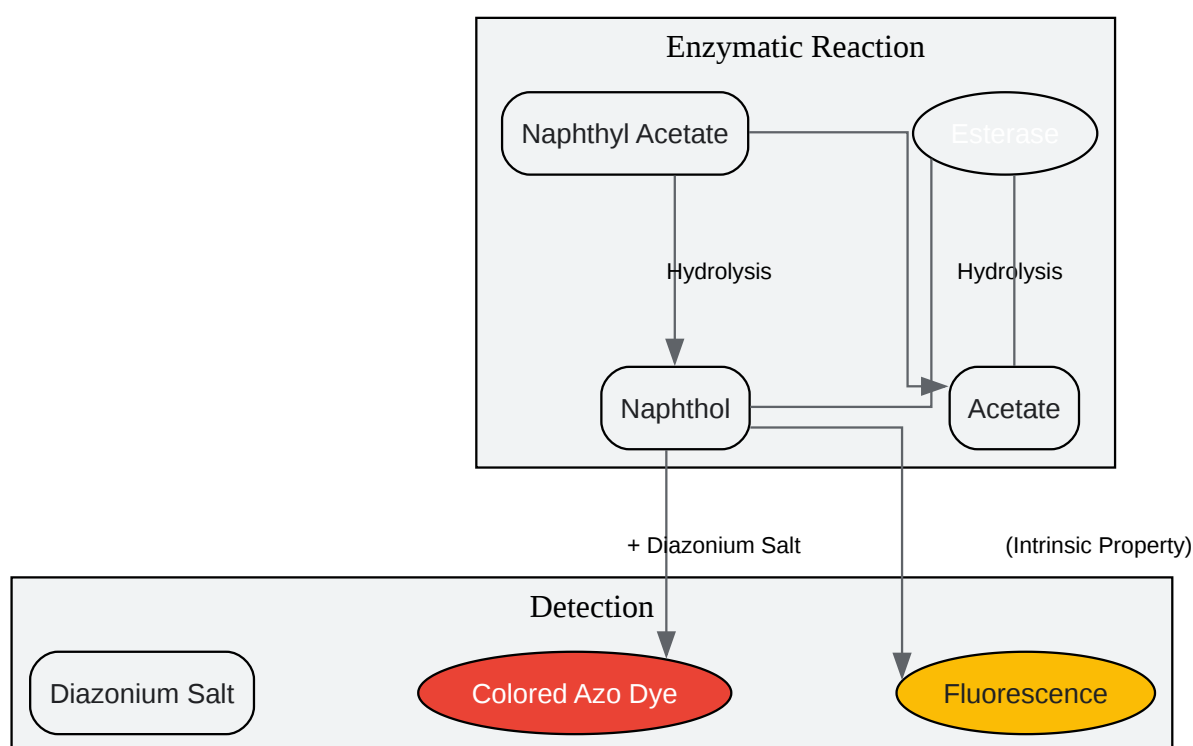 Enzymatic Reaction
Naphthyl Acetate
Esterase
Hydrolysis
Hydrolysis
Naphthol
Acetate
+ Diazonium Salt
(Intrinsic Property)
Detection
Diazonium Salt
Colored Azo Dye
Fluorescence